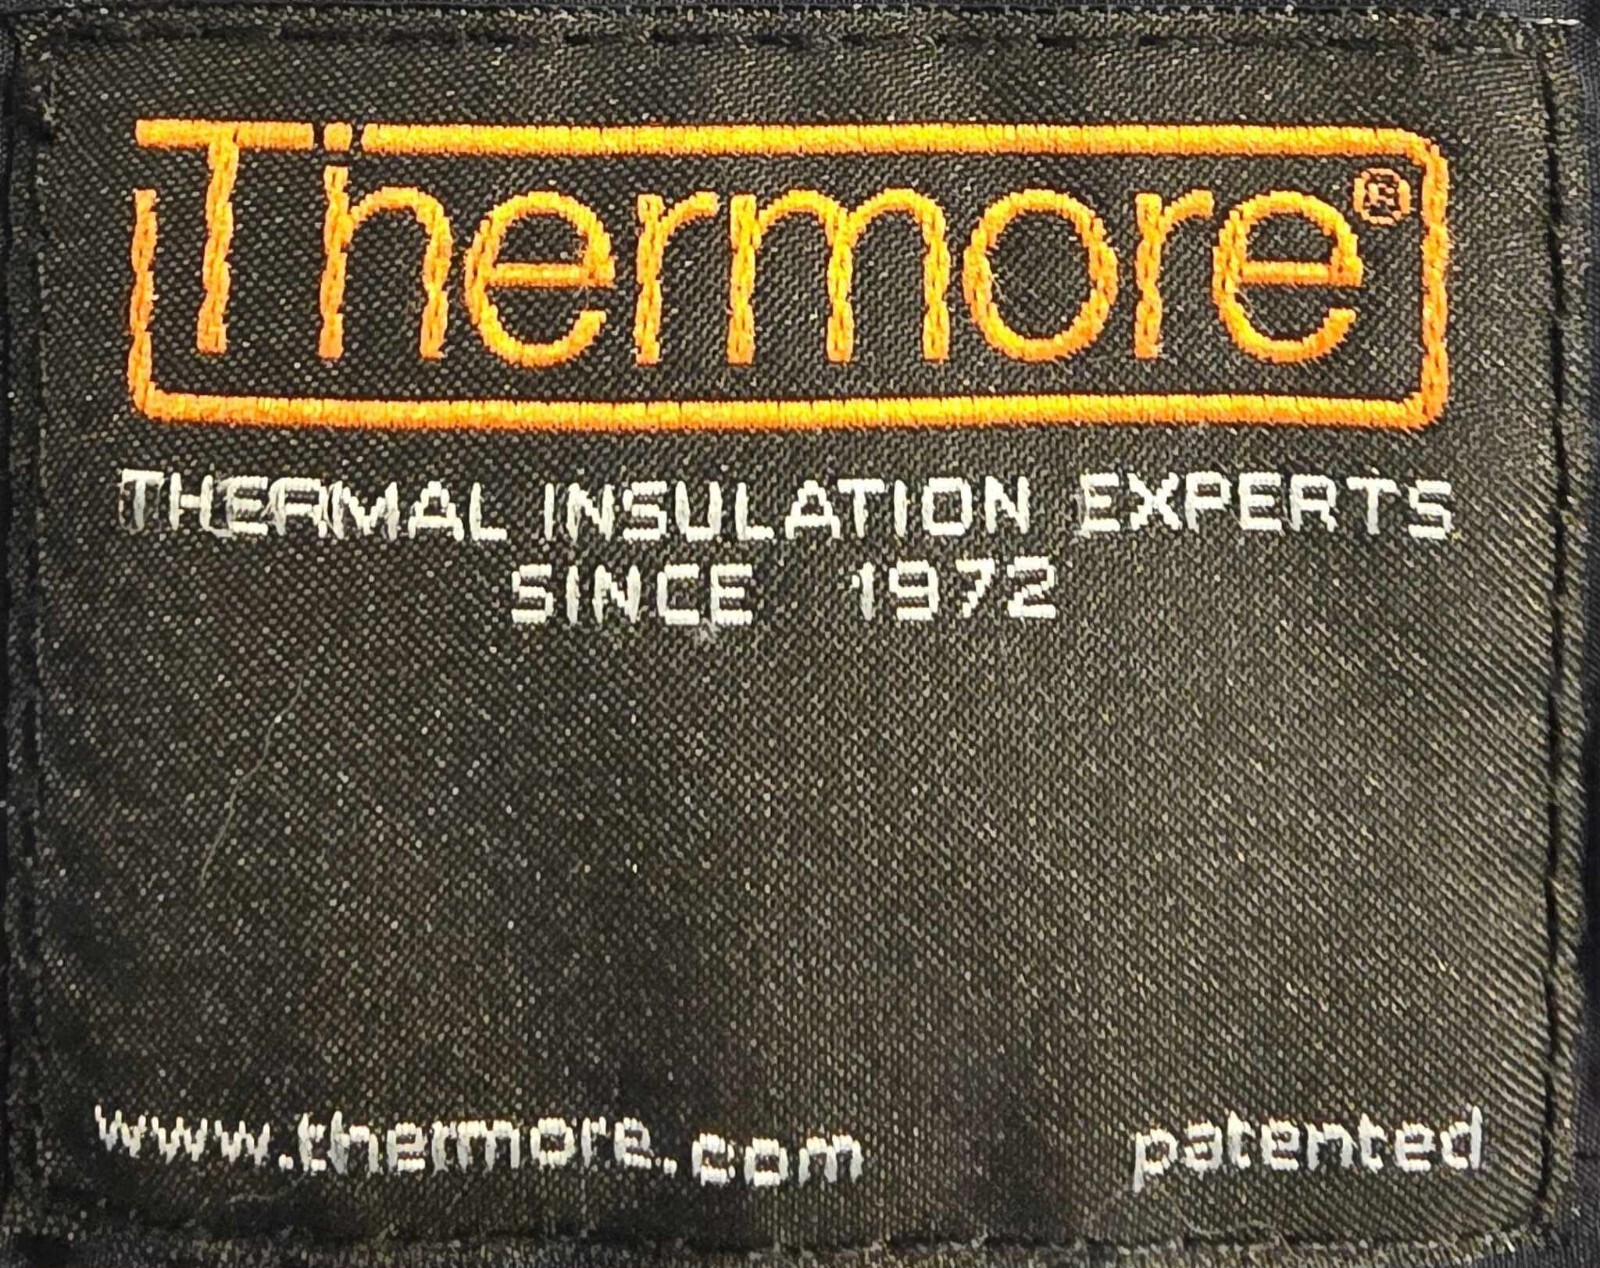 Thermore®
THERMAL INSULATION EXPERTS
SINCE 1972
www.thermore.com patented